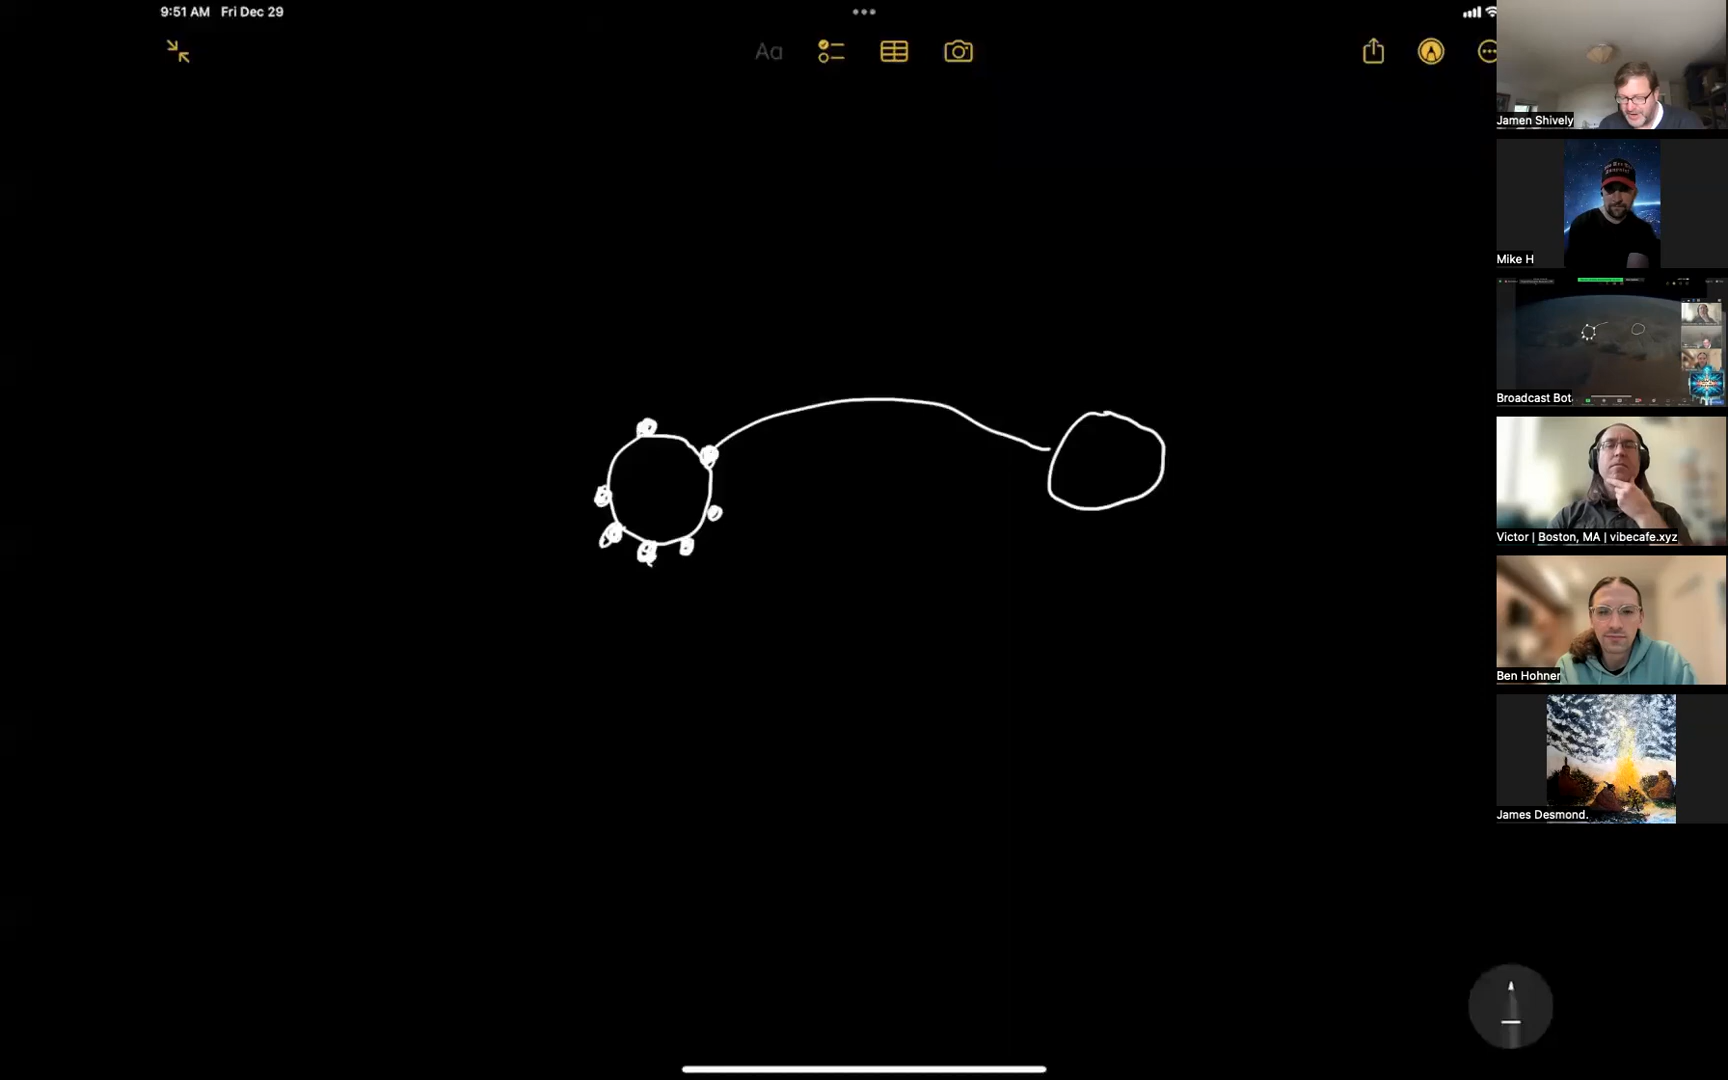 9:51 AM Fri Dec 29
Aa
Jamen Shively
Mike H
Broadcast Bot
Victor | Boston, MA | vibecafe.xyz
Ben Hohner
James Desmond.